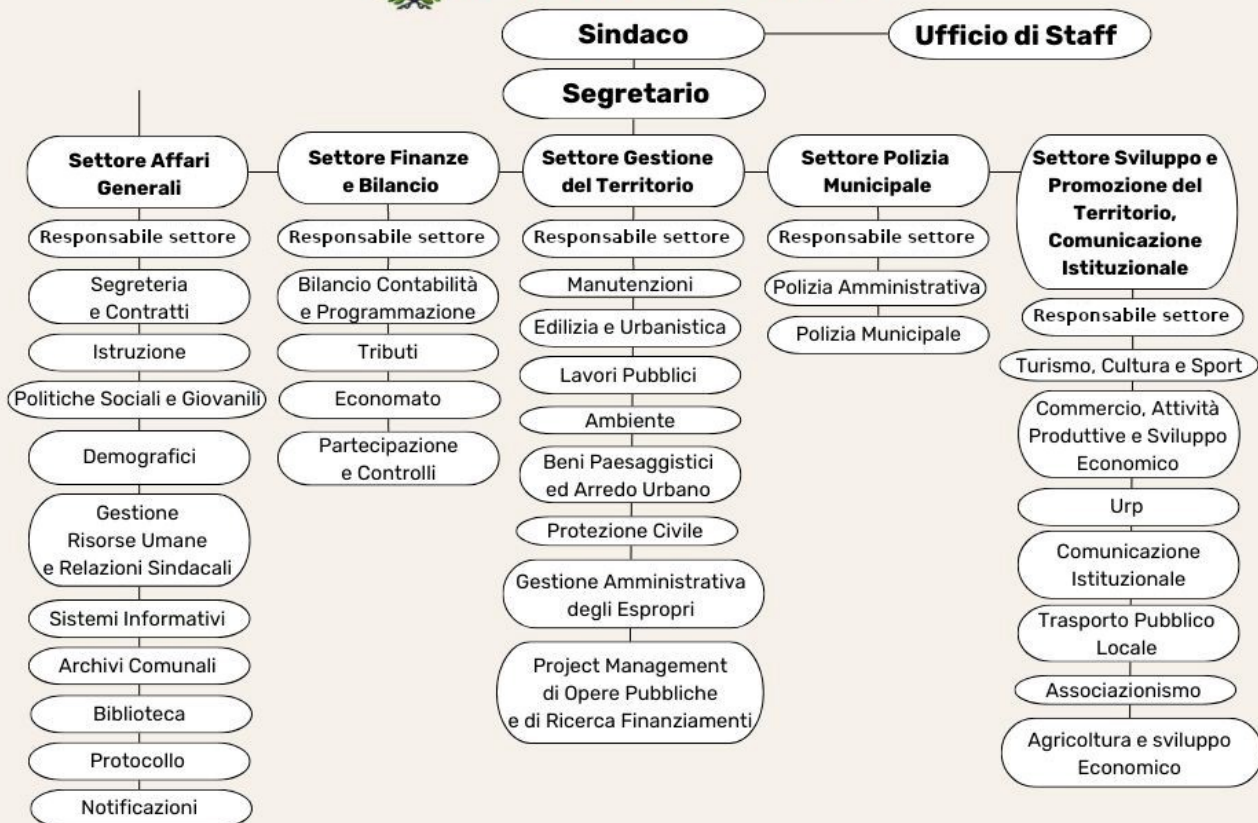 Sindaco
Ufficio di Staff
Segretario
Settore Affari
Generali
Responsabile settore
Segreteria
e Contratti
Istruzione
Politiche Sociali e Giovanili
Demografici
Gestione
Risorse Umane
e Relazioni Sindacali
Sistemi Informativi
Archivi Comunali
Biblioteca
Protocollo
Notificazioni
Settore Finanze
e Bilancio
Responsabile settore
Bilancio Contabilità
e Programmazione
Tributi
Economato
Partecipazione
e Controlli
Settore Gestione
del Territorio
Responsabile settore
Manutenzioni
Edilizia e Urbanistica
Lavori Pubblici
Ambiente
Beni Paesaggistici
ed Arredo Urbano
Protezione Civile
Gestione Amministrativa
degli Espropri
Project Management
di Opere Pubbliche
e di Ricerca Finanziamenti
Settore Polizia
Municipale
Responsabile settore
Polizia Amministrativa
Polizia Municipale
Settore Sviluppo e
Promozione del
Territorio,
Comunicazione
Istituzionale
Responsabile settore
Turismo, Cultura e Sport
Commercio, Attività
Produttive e Sviluppo
Economico
Urp
Comunicazione
Istituzionale
Trasporto Pubblico
Locale
Associazionismo
Agricoltura e sviluppo
Economico